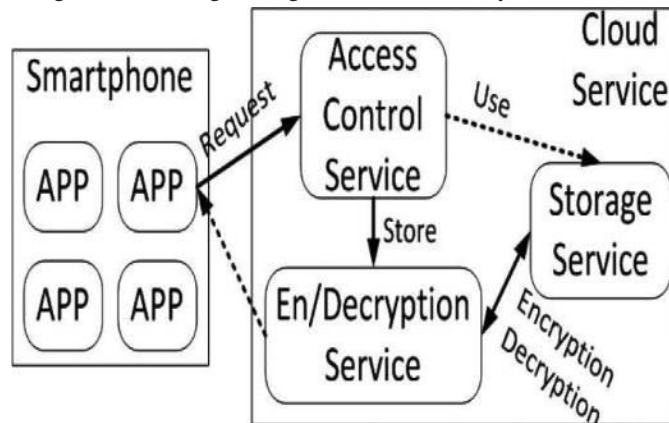 Smartphone
APP
APP
APP
APP
Request
Access
Control
Service
Cloud
Service
Use
Store
Storage
Service
En/Decryption
Service
Encryption
Decryption